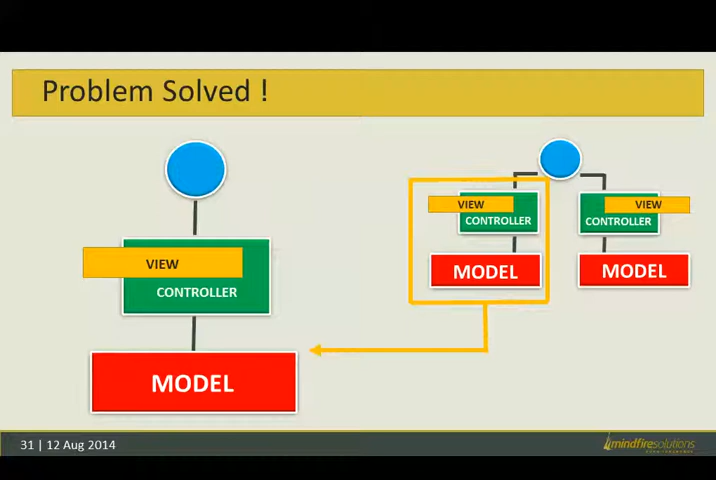 Problem Solved !
VIEW
CONTROLLER
MODEL
VIEW
CONTROLLER
MODEL
VIEW
CONTROLLER
MODEL
31 | 12 Aug 2014
mindfiresolutions